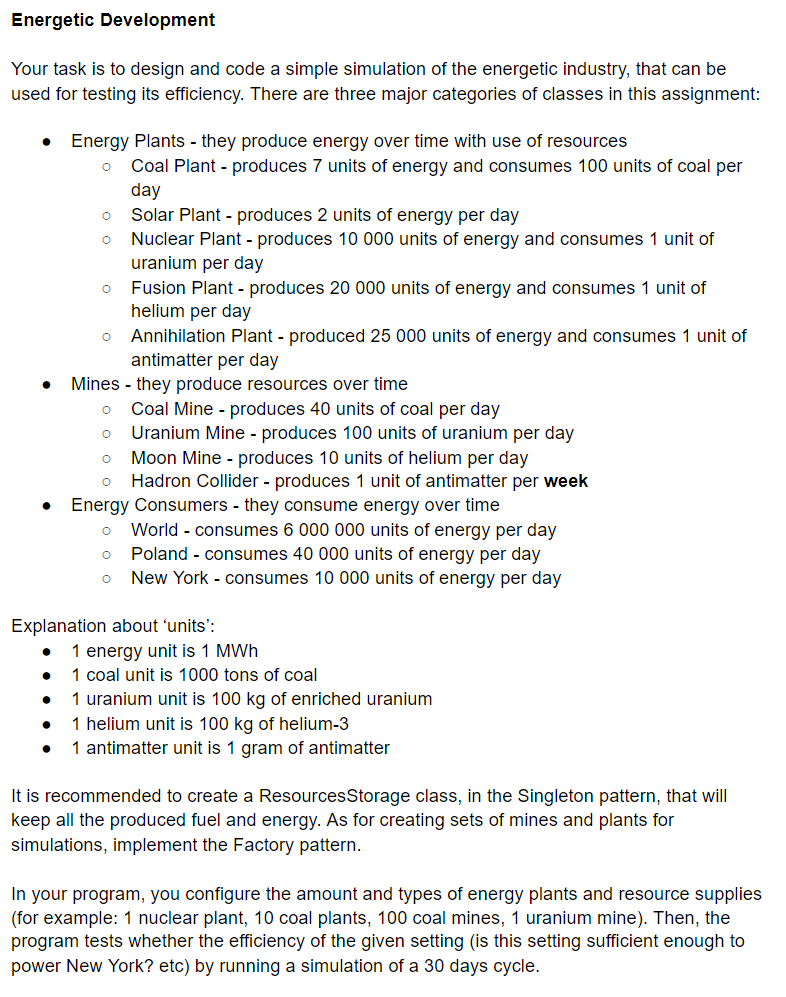 Energetic Development
Your task is to design and code a simple simulation of the energetic industry, that can be
used for testing its efficiency. There are three major categories of classes in this assignment:
● Energy Plants - they produce energy over time with use of resources
○ Coal Plant - produces 7 units of energy and consumes 100 units of coal per
day
○ Solar Plant - produces 2 units of energy per day
○ Nuclear Plant - produces 10 000 units of energy and consumes 1 unit of
uranium per day
○ Fusion Plant - produces 20 000 units of energy and consumes 1 unit of
helium per day
○ Annihilation Plant - produced 25 000 units of energy and consumes 1 unit of
antimatter per day
● Mines - they produce resources over time
○ Coal Mine - produces 40 units of coal per day
○ Uranium Mine - produces 100 units of uranium per day
○ Moon Mine - produces 10 units of helium per day
○ Hadron Collider - produces 1 unit of antimatter per week
● Energy Consumers - they consume energy over time
○ World - consumes 6 000 000 units of energy per day
○ Poland - consumes 40 000 units of energy per day
○ New York - consumes 10 000 units of energy per day
Explanation about ‘units’:
● 1 energy unit is 1 MWh
● 1 coal unit is 1000 tons of coal
● 1 uranium unit is 100 kg of enriched uranium
● 1 helium unit is 100 kg of helium-3
● 1 antimatter unit is 1 gram of antimatter
It is recommended to create a ResourcesStorage class, in the Singleton pattern, that will
keep all the produced fuel and energy. As for creating sets of mines and plants for
simulations, implement the Factory pattern.
In your program, you configure the amount and types of energy plants and resource supplies
(for example: 1 nuclear plant, 10 coal plants, 100 coal mines, 1 uranium mine). Then, the
program tests whether the efficiency of the given setting (is this setting sufficient enough to
power New York? etc) by running a simulation of a 30 days cycle.